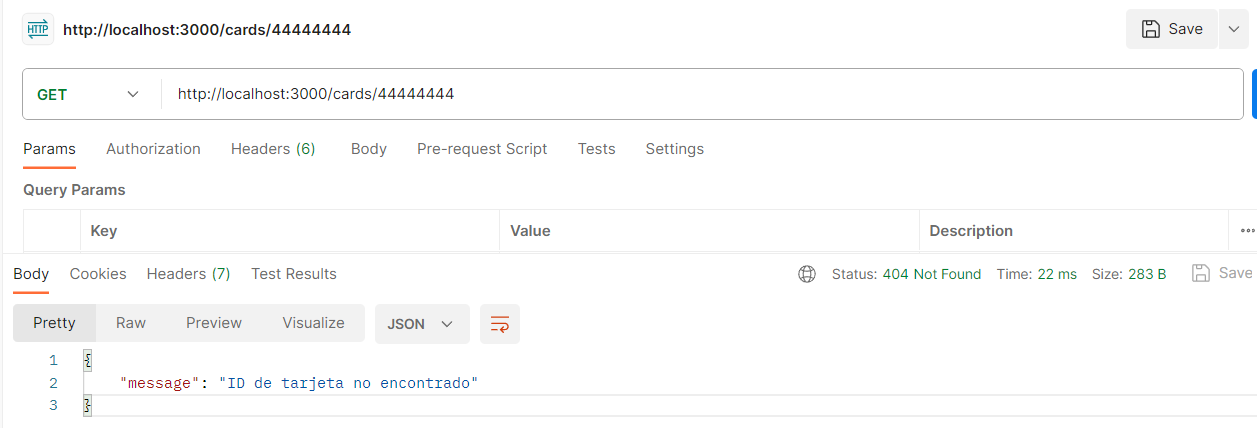 HTTP http://localhost:3000/cards/44444444 Save
GET http://localhost:3000/cards/44444444
Params Authorization Headers (6) Body Pre-request Script Tests Settings
Query Params
Key Value Description
Body Cookies Headers (7) Test Results Status: 404 Not Found Time: 22 ms Size: 283 B Save
Pretty Raw Preview Visualize JSON
1 {
2 "message": "ID de tarjeta no encontrado"
3 }